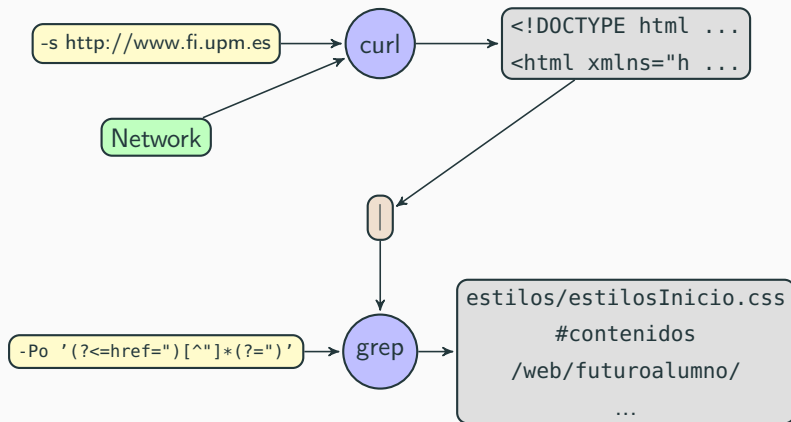 -s http://www.fi.upm.es
curl
<!DOCTYPE html ...
<html xmlns="h ...
Network
|
-Po ’(?<=href=")[^"]*(?=")’
grep
estilos/estilosInicio.css
#contenidos
/web/futuroalumno/
...